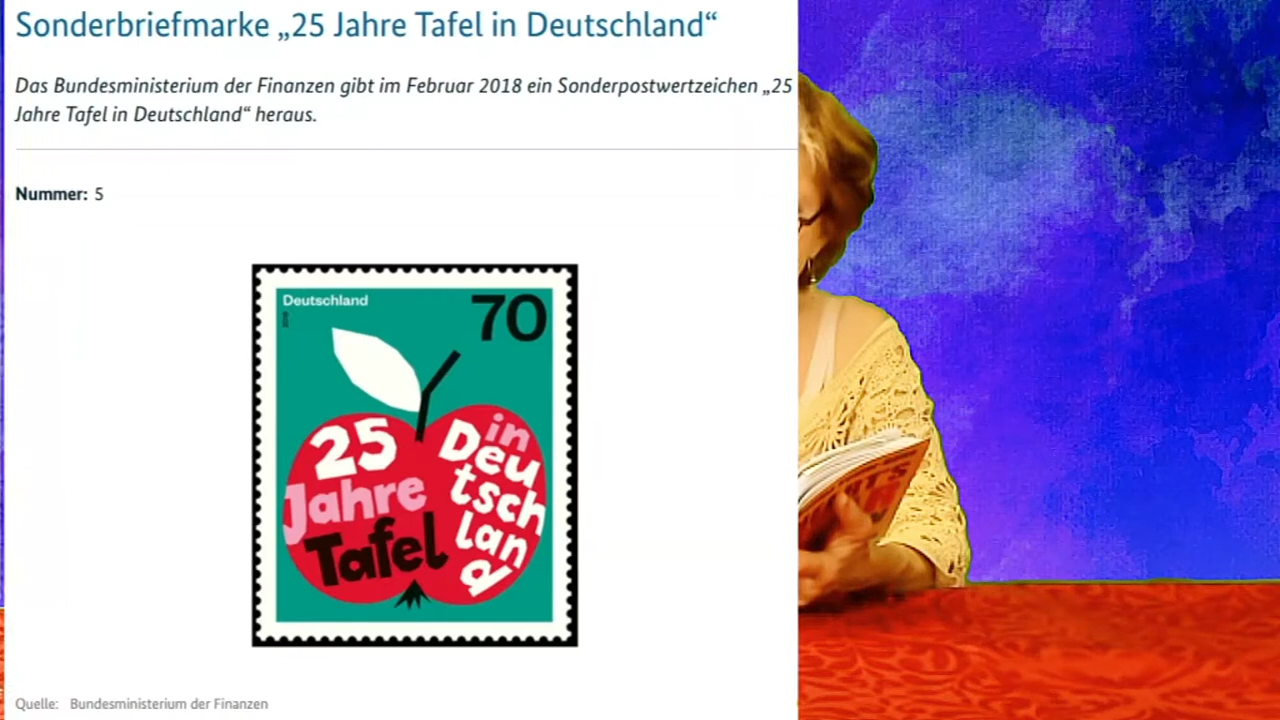 Sonderbriefmarke „25 Jahre Tafel in Deutschland“
Das Bundesministerium der Finanzen gibt im Februar 2018 ein Sonderpostwertzeichen „25
Jahre Tafel in Deutschland“ heraus.
Nummer: 5
Deutschland
70
25
Jahre
Tafel
in
Deu
tsch
lan
d
Quelle: Bundesministerium der Finanzen